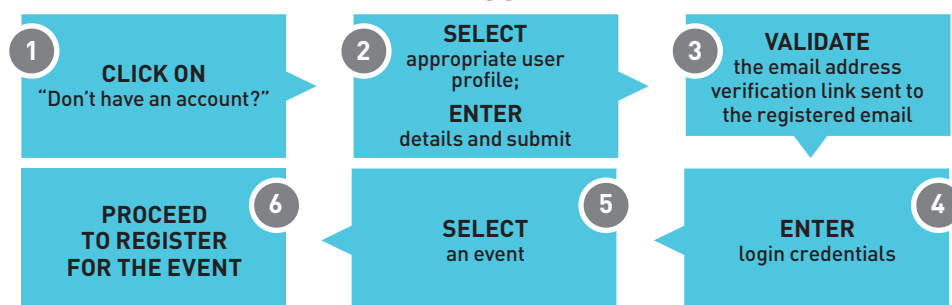 1
CLICK ON
“Don’t have an account?”
2
SELECT
appropriate user
profile;
ENTER
details and submit
3
VALIDATE
the email address
verification link sent to
the registered email
4
ENTER
login credentials
5
SELECT
an event
6
PROCEED
TO REGISTER
FOR THE EVENT